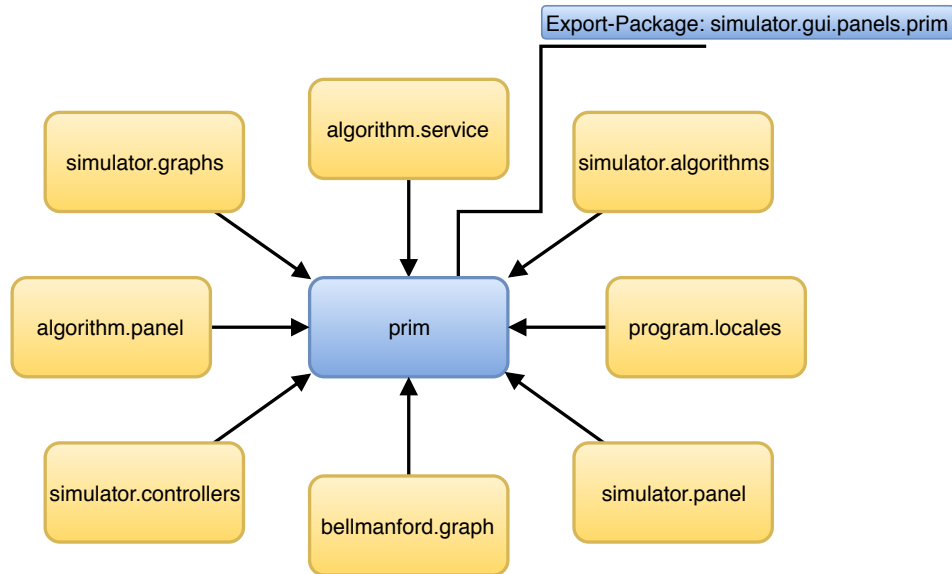 Export-Package: simulator.gui.panels.prim
algorithm.service
simulator.graphs
simulator.algorithms
algorithm.panel
prim
program.locales
simulator.controllers
bellmanford.graph
simulator.panel